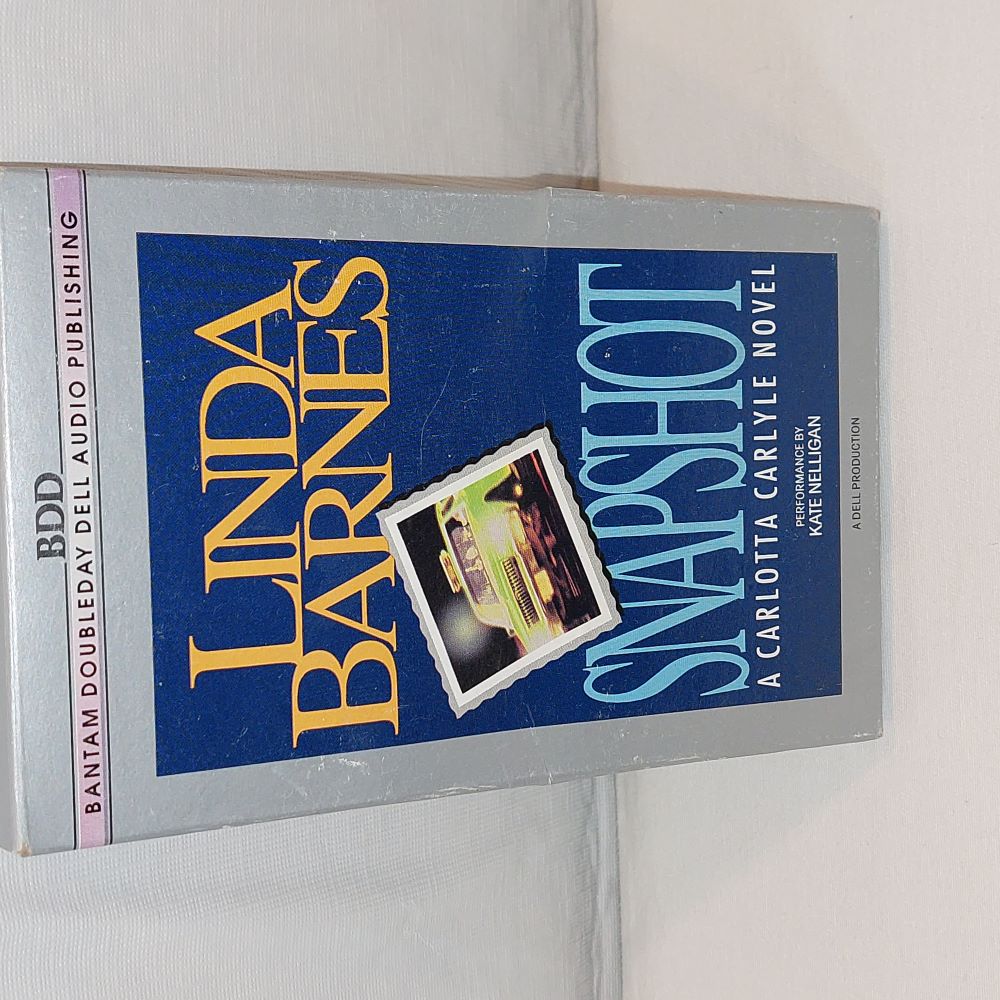 BDD
BANTAM DOUBLEDAY DELL AUDIO PUBLISHING
LINDA
BARNES
SNAPSHOT
A CARLOTTA CARLYLE NOVEL
PERFORMANCE BY
KATE NELLIGAN
A DELL PRODUCTION